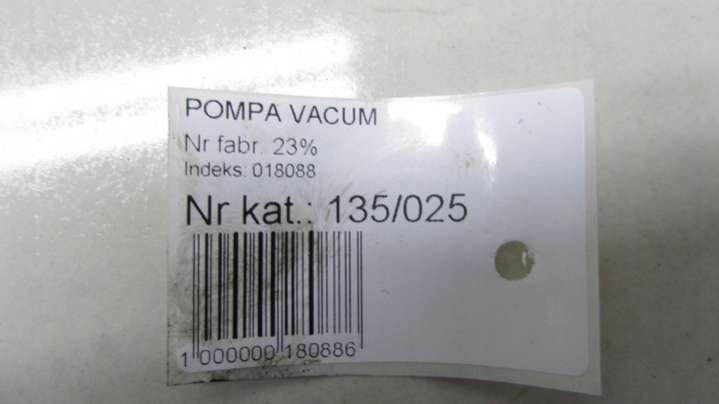 POMPA VACUM
Nr fabr. 23%
Indeks: 018088
Nr kat.: 135/025
1 000000 180886